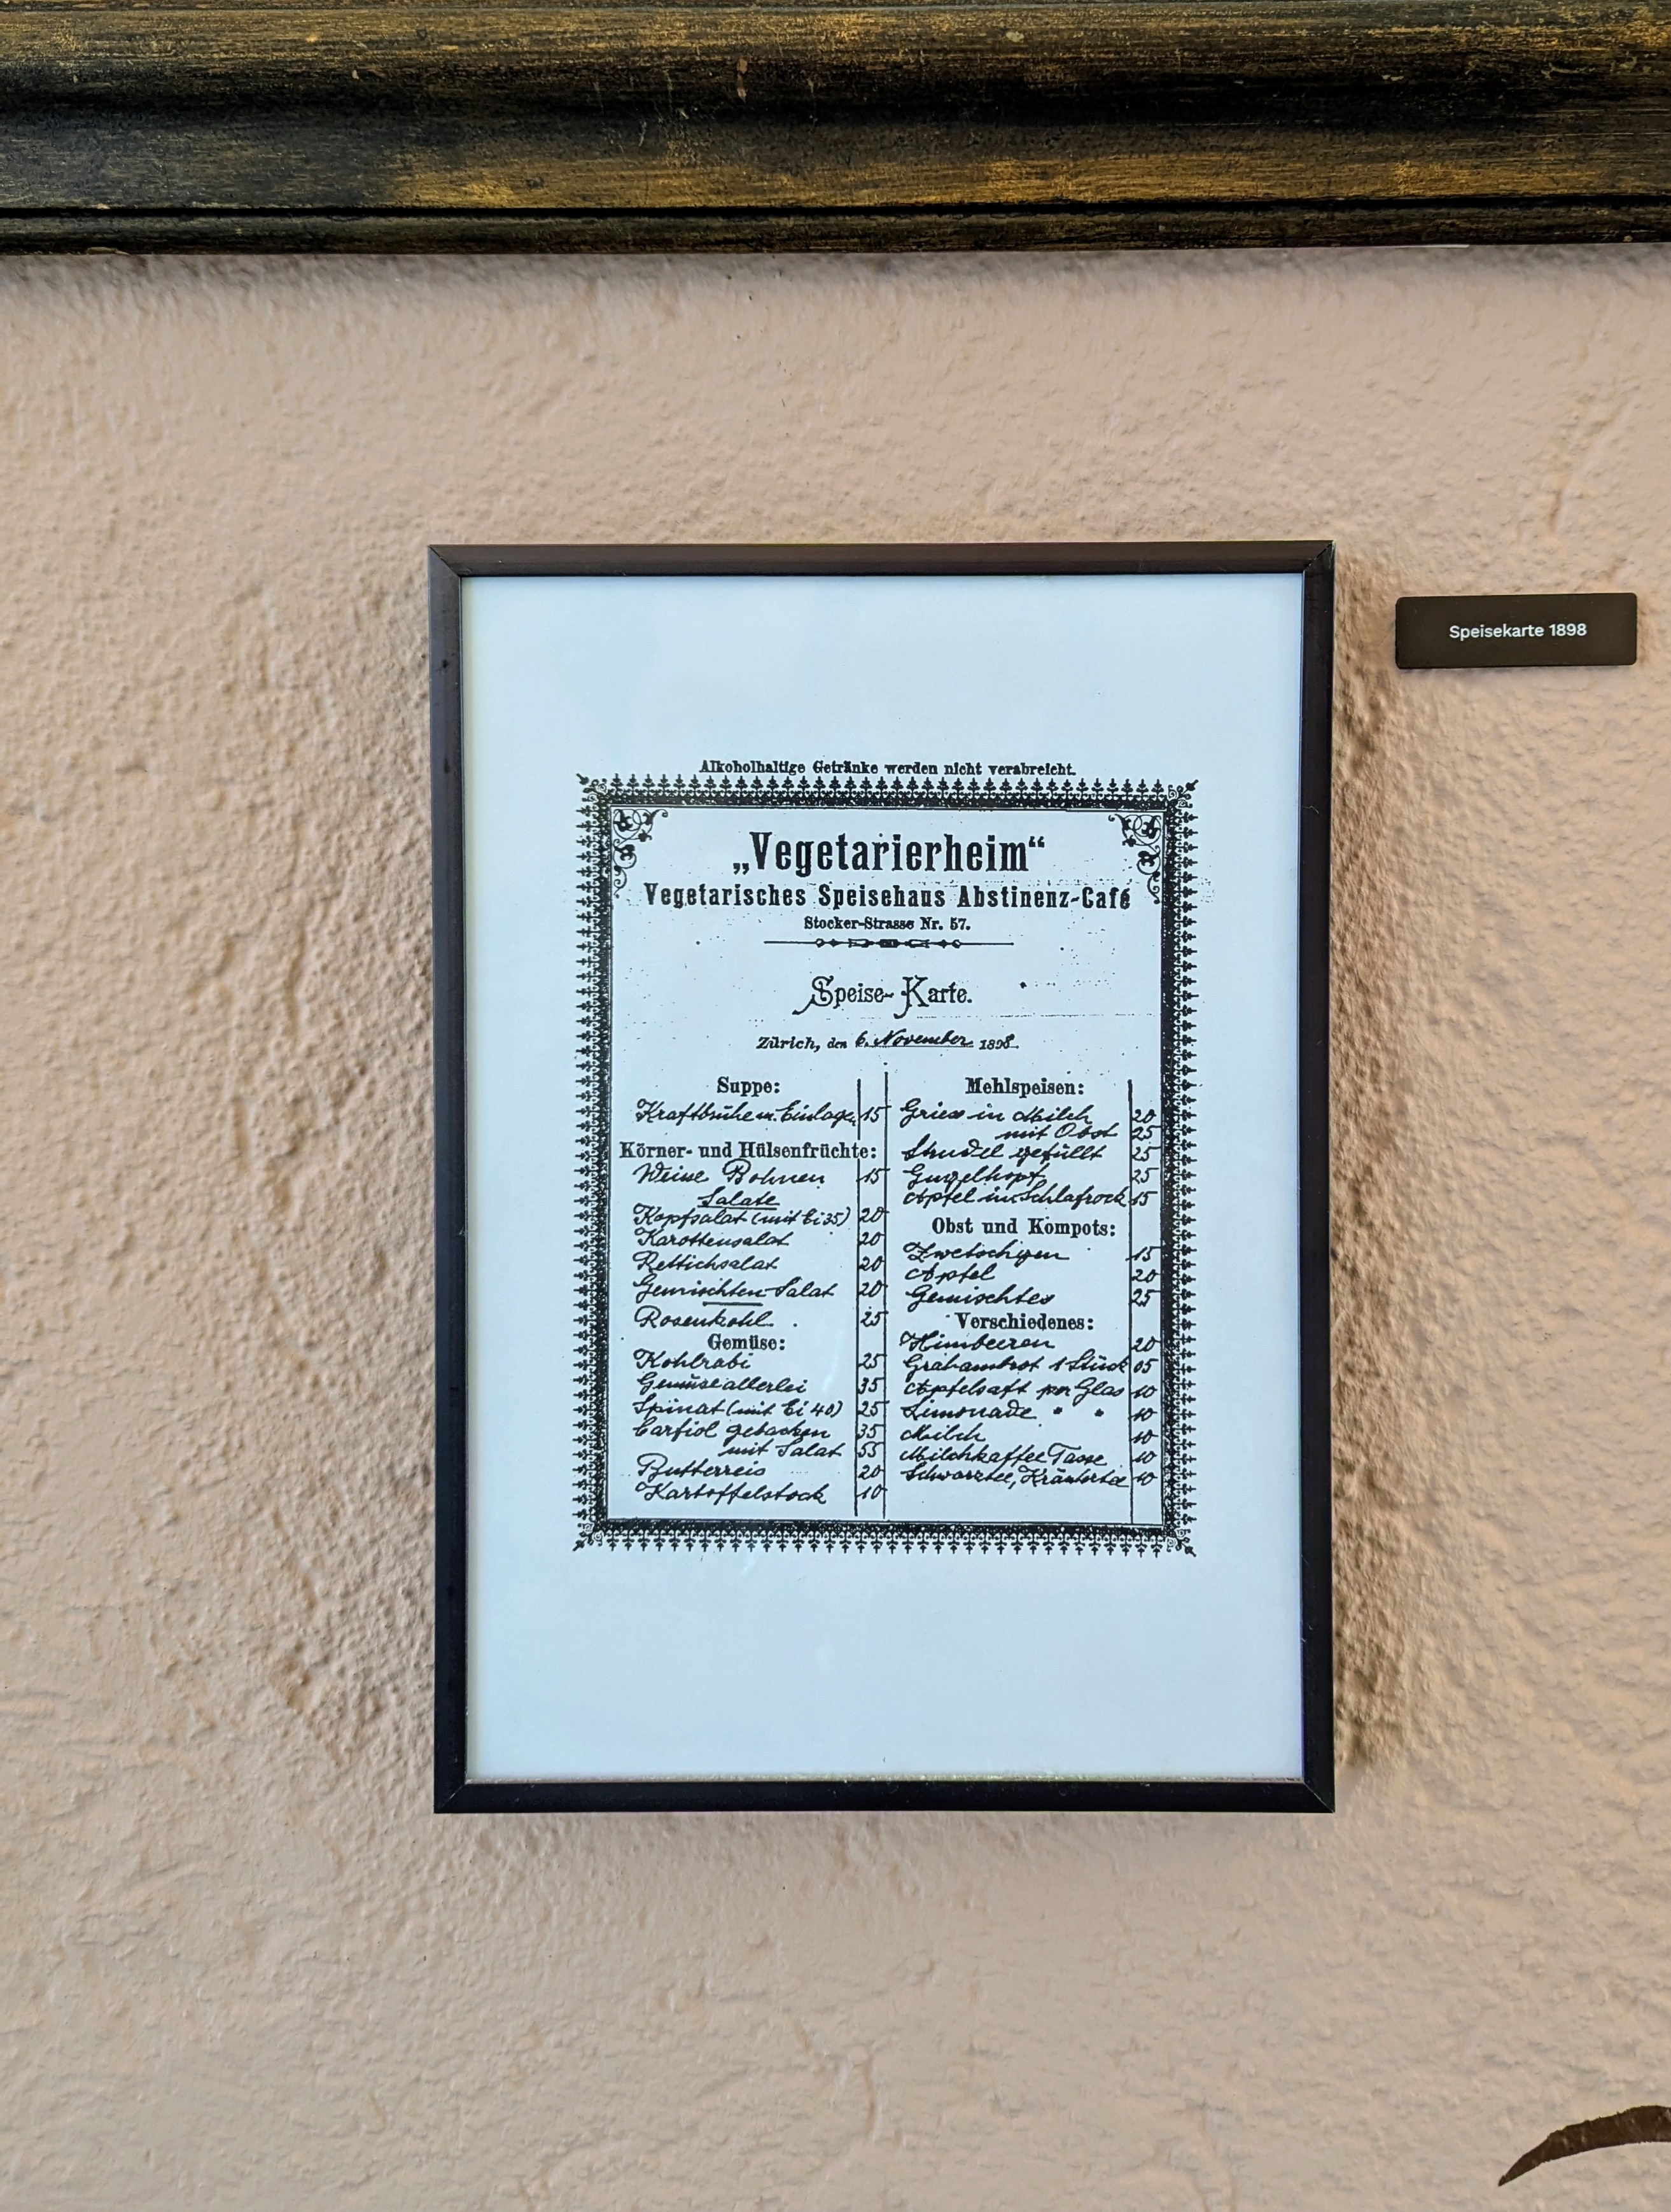 Speisekarte 1898
Alkoholhaltige Getränke werden nicht verabreicht.
„Vegetarierheim“
Vegetarisches Speisehaus Abstinenz-Café
Stocker-Strasse Nr. 57.
Speise-Karte.
Zürich, den 6. November 1898.
Suppe:
Kraftbrühe m. Einlage 15
Körner- und Hülsenfrüchte:
Weisse Bohnen 15
Salate
Kopfsalat (mit Ei 35) 20
Karottensalat 20
Rettichsalat 20
Gemischten-Salat 20
Rosenkohl 25
Gemüse:
Kohlrabi 25
Gemüseallerlei 35
Spinat (mit Ei 40) 25
Carfiol gebacken 35
mit Salat 55
Butterreis 20
Kartoffelstock 10
Mehlspeisen:
Gries in Milch 20
mit Obst 25
Strudel gefüllt 25
Gugelhopf 25
Apfel im Schlafrock 15
Obst und Kompots:
Zwetschgen 15
Apfel 20
Gemischtes 25
Verschiedenes:
Himbeeren 20
Grahambrot 1 Stück 05
Apfelsaft per Glas 10
Limonade " " 10
Milch 10
Milchkaffee Tasse 10
Schwarztee, Kräutertee 10